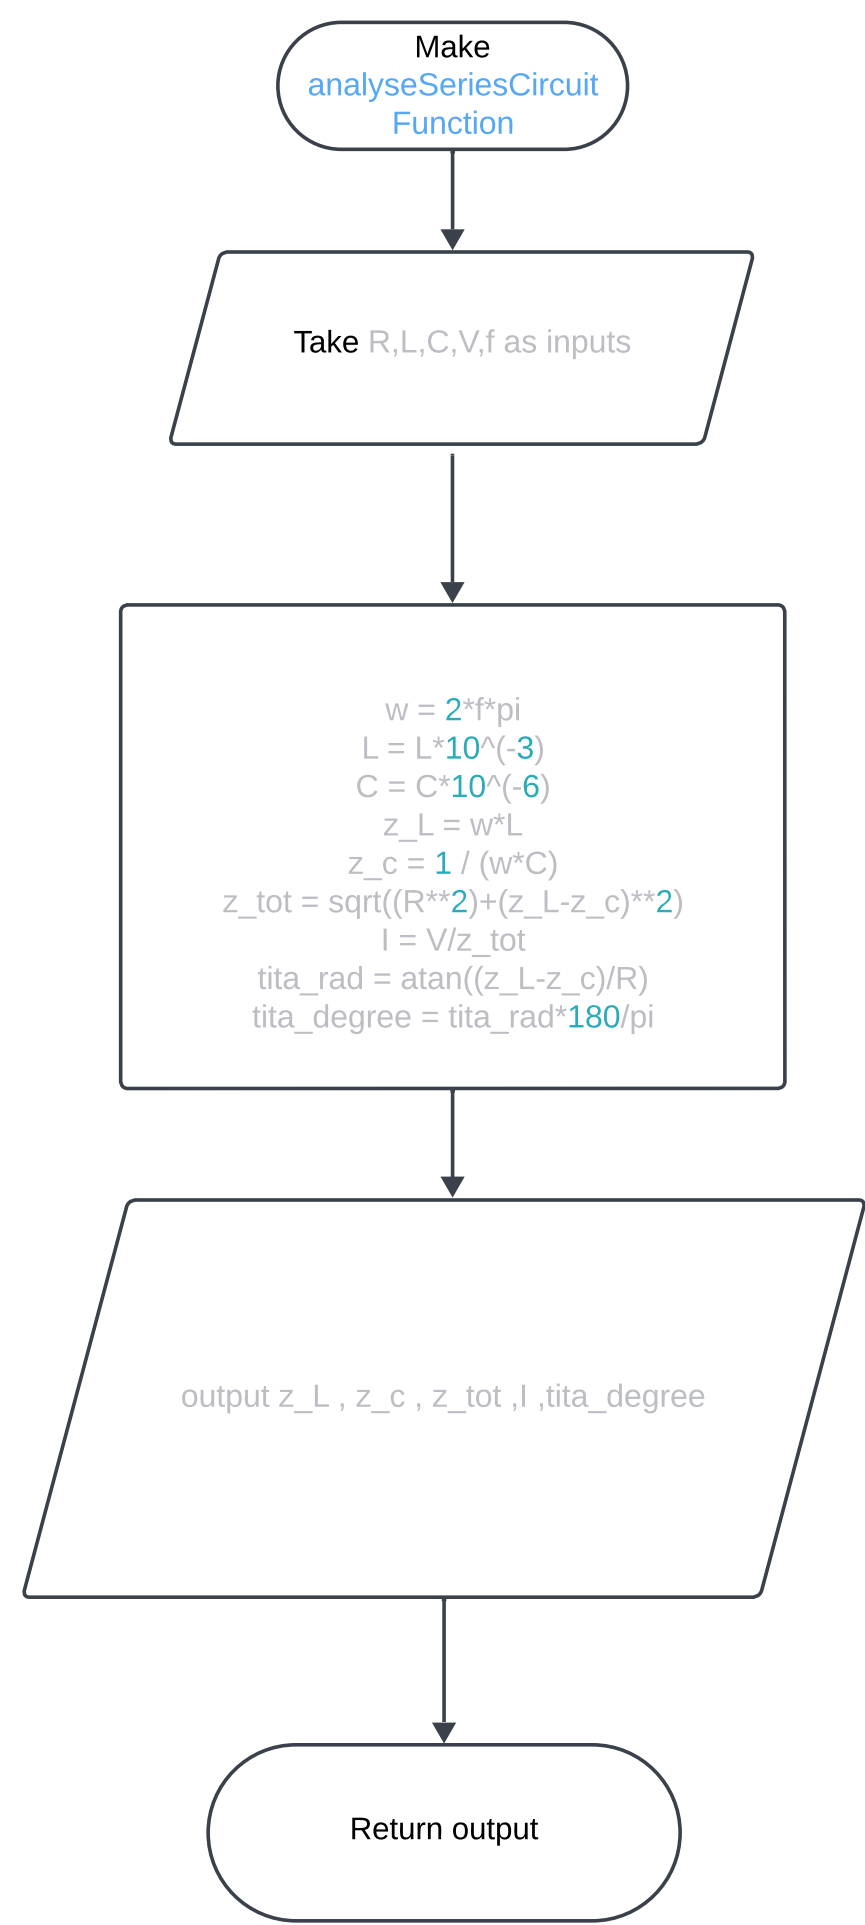 Make
analyseSeriesCircuit
Function
Take R,L,C,V,f as inputs
w = 2*f*pi
L = L*10^(-3)
C = C*10^(-6)
z_L = w*L
z_c = 1 / (w*C)
z_tot = sqrt((R**2)+(z_L-z_c)**2)
I = V/z_tot
tita_rad = atan((z_L-z_c)/R)
tita_degree = tita_rad*180/pi
output z_L , z_c , z_tot ,I ,tita_degree
Return output